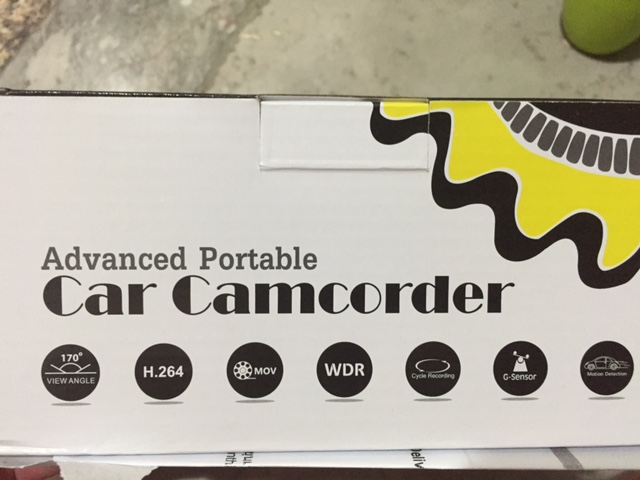 Advanced Portable
Car Camcorder
170°
VIEW ANGLE
H.264
MOV
WDR
Cycle Recording
G-Sensor
Motion Detection